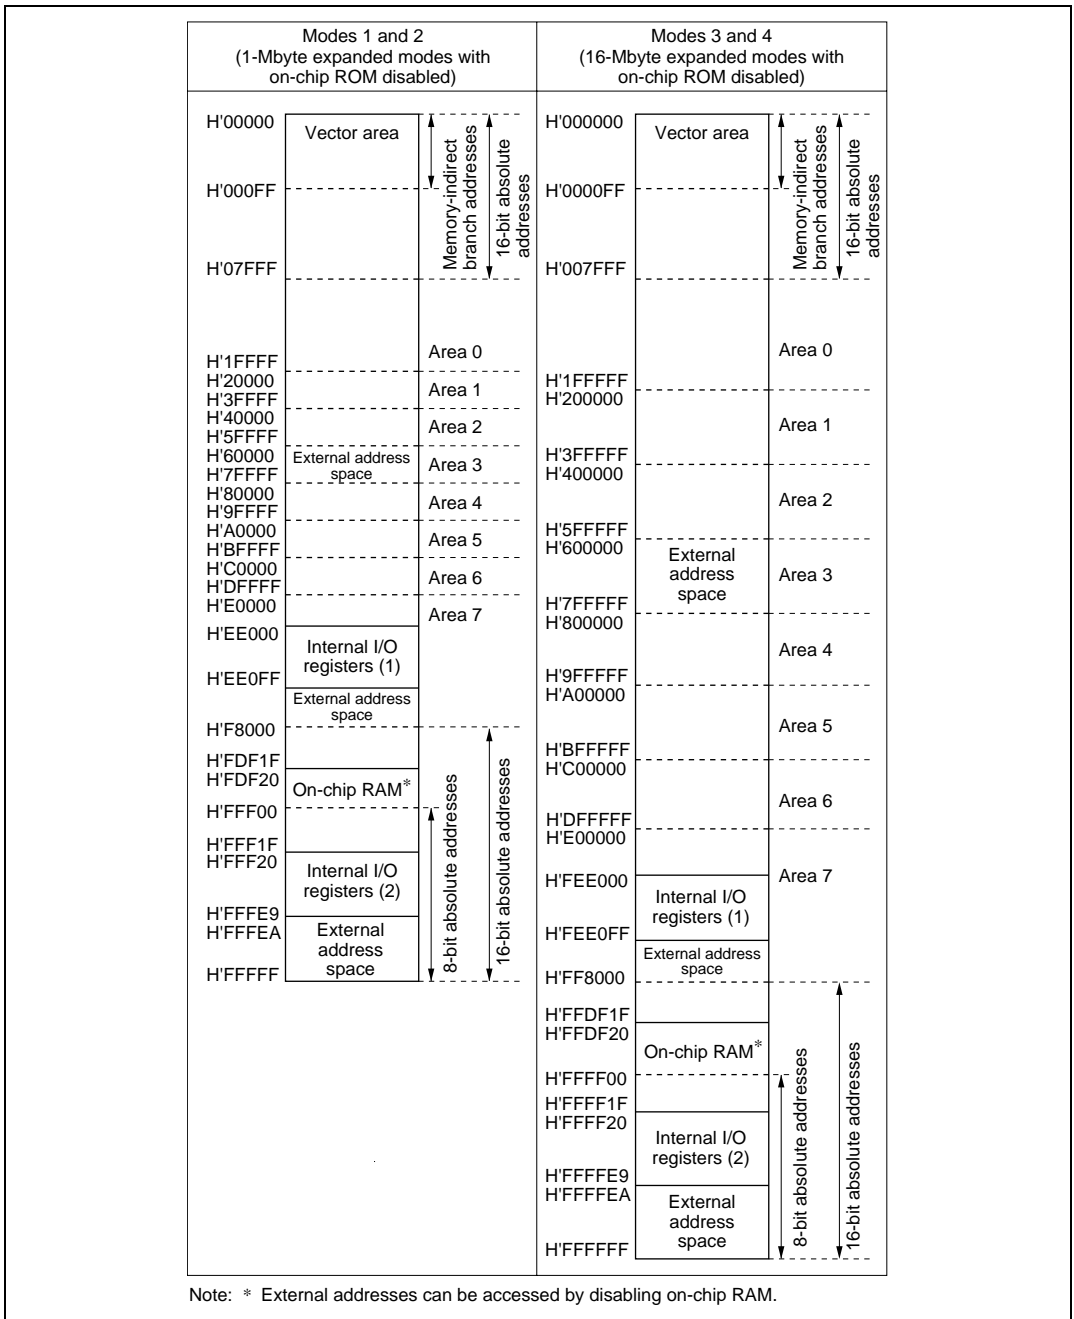 Modes 1 and 2
(1-Mbyte expanded modes with
on-chip ROM disabled)
H'00000
Vector area
H'000FF
H'07FFF
Memory-indirect
branch addresses
16-bit absolute
addresses
Area 0
H'1FFFF
H'20000
Area 1
H'3FFFF
H'40000
Area 2
H'5FFFF
H'60000
External address
space
Area 3
H'7FFFF
H'80000
Area 4
H'9FFFF
H'A0000
Area 5
H'BFFFF
H'C0000
Area 6
H'DFFFF
H'E0000
Area 7
H'EE000
Internal I/O
registers (1)
H'EE0FF
External address
space
H'F8000
H'FDF1F
H'FDF20
On-chip RAM*
H'FFF00
H'FFF1F
H'FFF20
Internal I/O
registers (2)
H'FFFE9
H'FFFEA
External
address
space
H'FFFFF
8-bit absolute addresses
16-bit absolute addresses
Modes 3 and 4
(16-Mbyte expanded modes with
on-chip ROM disabled)
H'000000
Vector area
H'0000FF
H'007FFF
Memory-indirect
branch addresses
16-bit absolute
addresses
Area 0
H'1FFFFF
H'200000
Area 1
H'3FFFFF
H'400000
Area 2
H'5FFFFF
H'600000
External
address
space
Area 3
H'7FFFFF
H'800000
Area 4
H'9FFFFF
H'A00000
Area 5
H'BFFFFF
H'C00000
Area 6
H'DFFFFF
H'E00000
Area 7
H'FEE000
Internal I/O
registers (1)
H'FEE0FF
External address
space
H'FF8000
H'FFDF1F
H'FFDF20
On-chip RAM*
H'FFFF00
H'FFFF1F
H'FFFF20
Internal I/O
registers (2)
H'FFFFE9
H'FFFFEA
External
address
space
H'FFFFFF
8-bit absolute addresses
16-bit absolute addresses
Note: * External addresses can be accessed by disabling on-chip RAM.